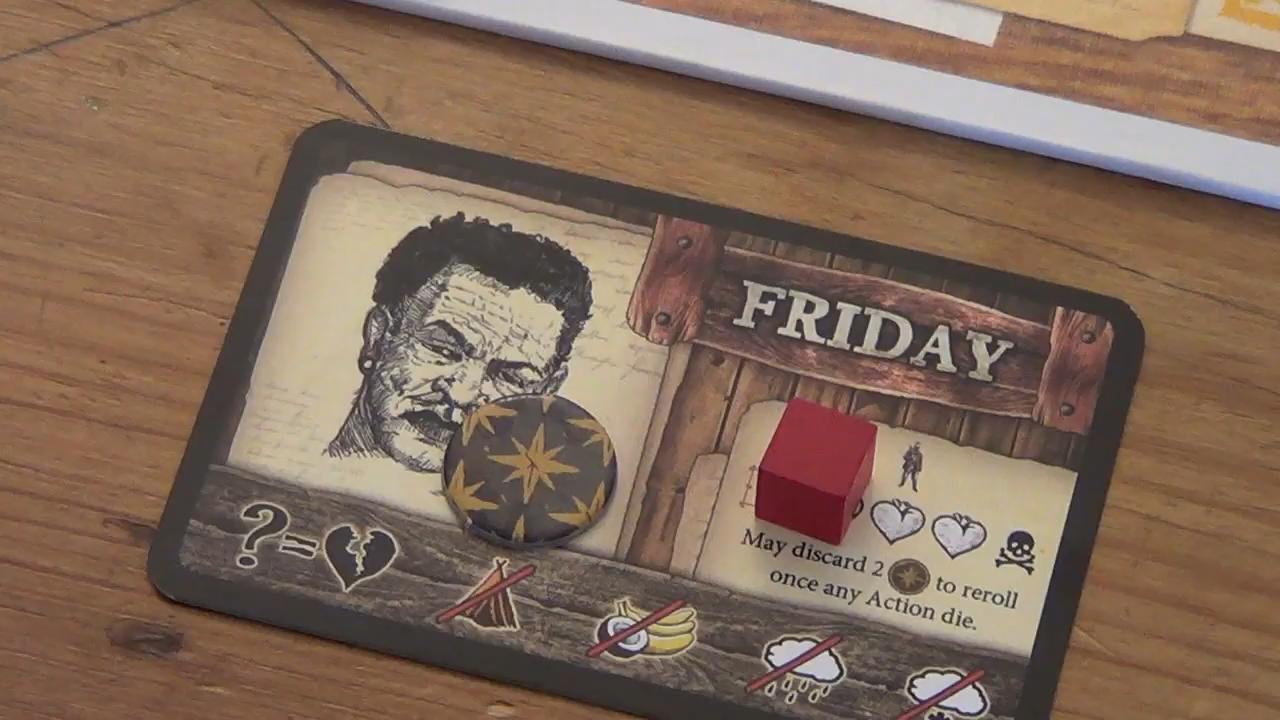 FRIDAY
May discard 2 to reroll
once any Action die.
? =